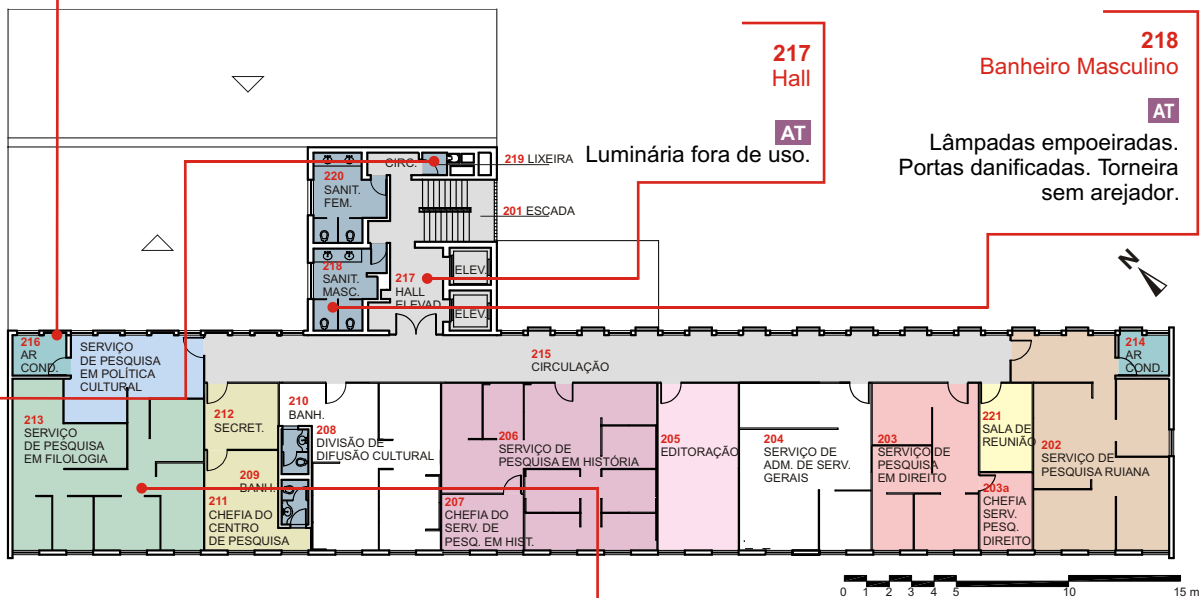 217
Hall
AT
Luminária fora de uso.
218
Banheiro Masculino
AT
Lâmpadas empoeiradas.
Portas danificadas. Torneira
sem arejador.
CIRC.
219 LIXEIRA
220
SANIT.
FEM.
201 ESCADA
218
SANIT.
MASC.
217
HALL
ELEVAD.
ELEV.
ELEV.
N
216
AR
COND.
SERVIÇO
DE PESQUISA
EM POLÍTICA
CULTURAL
215
CIRCULAÇÃO
214
AR
COND.
213
SERVIÇO
DE PESQUISA
EM FILOLOGIA
212
SECRET.
210
BANH.
208
DIVISÃO DE
DIFUSÃO CULTURAL
206
SERVIÇO DE
PESQUISA EM HISTÓRIA
205
EDITORAÇÃO
204
SERVIÇO DE
ADM. DE SERV.
GERAIS
203
SERVIÇO DE
PESQUISA
EM DIREITO
221
SALA DE
REUNIÃO
202
SERVIÇO DE
PESQUISA RUIANA
209
BANH.
211
CHEFIA DO
CENTRO
DE PESQUISA
207
CHEFIA DO
SERV. DE
PESQ. EM HIST.
203a
CHEFIA
SERV.
PESQ.
DIREITO
0 1 2 3 4 5 10 15 m